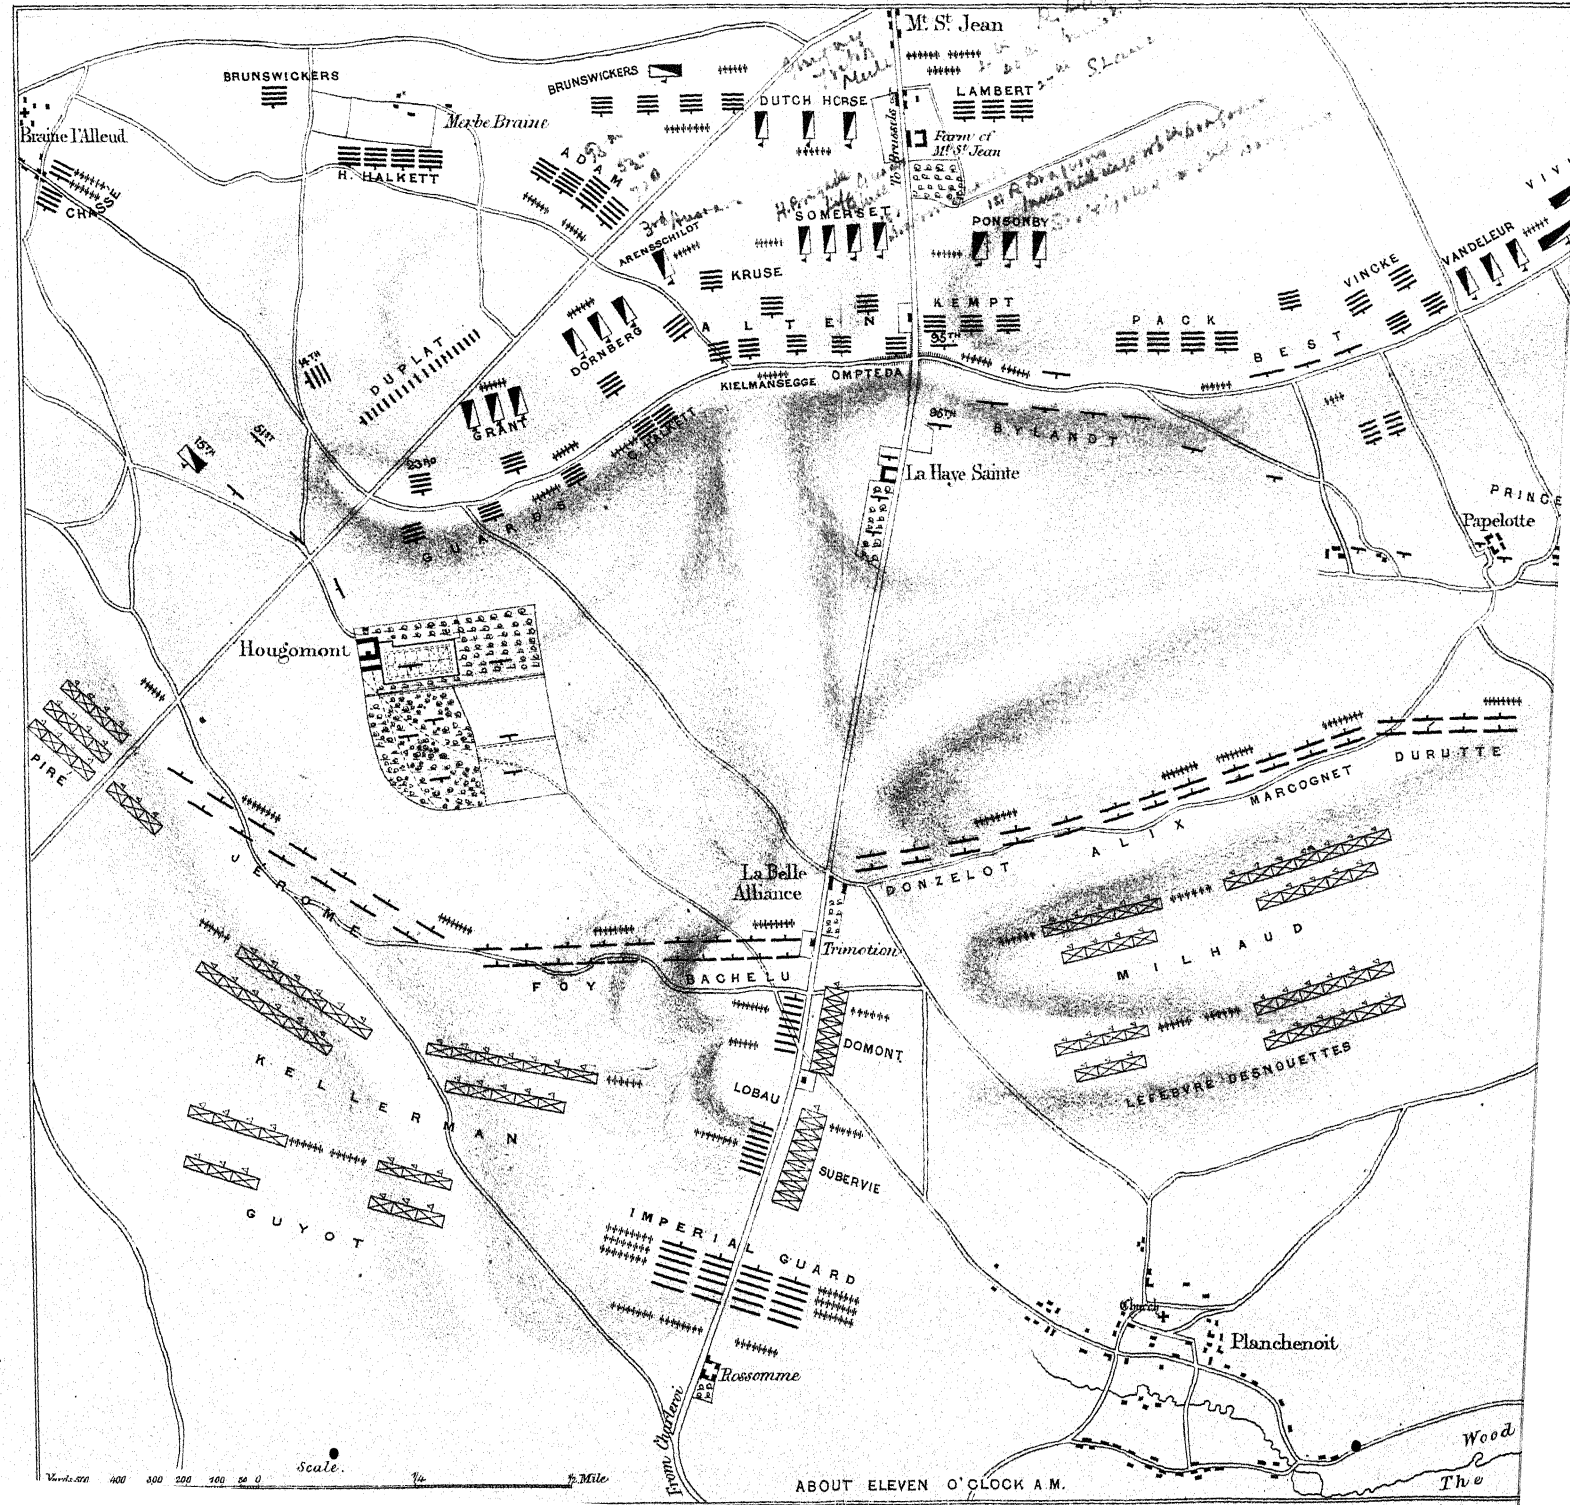 Mt. St. Jean
BRUNSWICKERS
BRUNSWICKERS
LAMBERT
DUTCH HORSE
Merbe Braine
Braine l'Alleud
To Brussels
Farm of
Mt. St. Jean
H. HALKETT
ADAM
CHASSE
SOMERSET
PONSONBY
1st R Dragoons
ARENSSCHILDT
KRUSE
VIVI
VANDELEUR
VINCKE
ALTEN
KEMPT
PACK
BEST
95TH
14TH
DUPLAT
DÖRNBERG
KIELMANSEGGE
OMPTEDA
GRANT
C. HALKETT
95TH
BYLANDT
15TH
51ST
23RD
La Haye Sainte
GUARDS
PRINCE
Papelotte
Hougomont
PIRÉ
DURUTTE
MARCOGNET
ALIX
DONZELOT
La Belle
Alliance
JEROME
Trimotion
MILHAUD
FOY
BACHELU
DOMONT
KELLERMAN
LOBAU
LEFEBVRE DESNOUETTES
SUBERVIE
GUYOT
IMPERIAL GUARD
Church
Planchenoit
Rossomme
From Charleroi
Wood
The
Scale.
Yards 500 400 300 200 100 50 0 1/4 1/2 Mile
ABOUT ELEVEN O'CLOCK A.M.